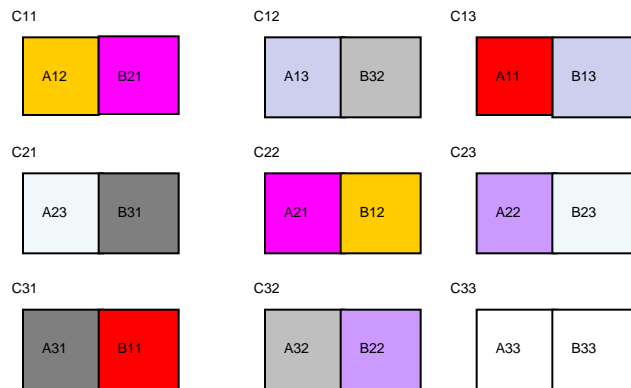 C11 C12 C13
A12 B21 A13 B32 A11 B13
C21 C22 C23
A23 B31 A21 B12 A22 B23
C31 C32 C33
A31 B11 A32 B22 A33 B33